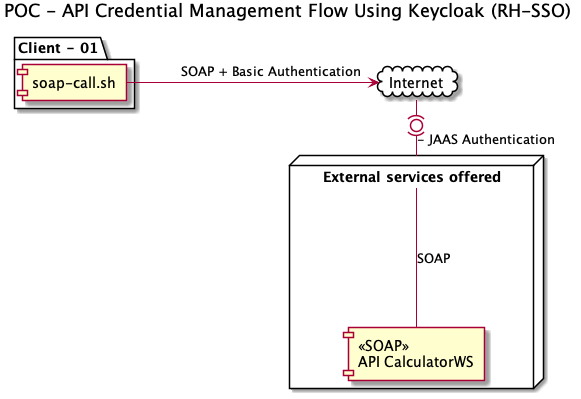 POC - API Credential Management Flow Using Keycloak (RH-SSO)
Client - 01
soap-call.sh
SOAP + Basic Authentication
Internet
- JAAS Authentication
External services offered
SOAP
«SOAP»
API CalculatorWS